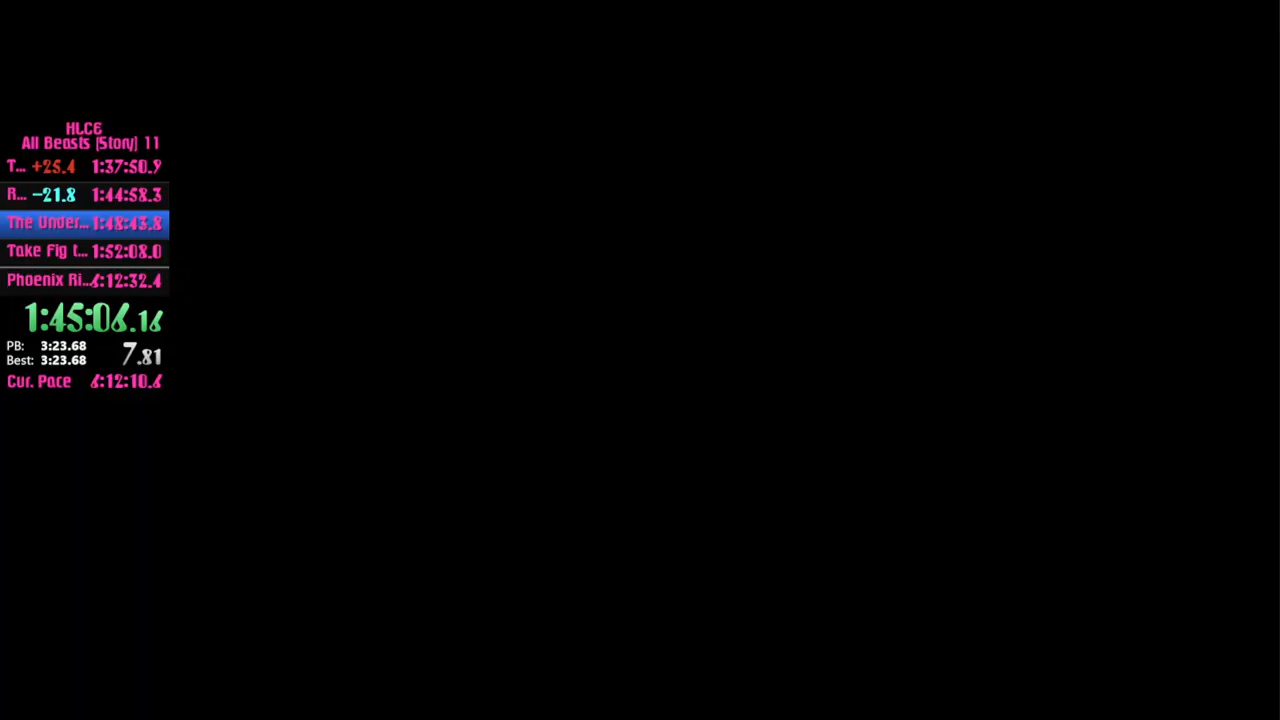 HLCE
All Beasts (Story) 11
T... +25.4 1:37:50.9
R... −21.8 1:44:58.3
The Under... 1:48:43.8
Take Fig t... 1:52:08.0
Phoenix Ri... 6:12:32.4
1:45:06.16
PB: 3:23.68
Best: 3:23.68
7.81
Cur. Pace 6:12:10.6